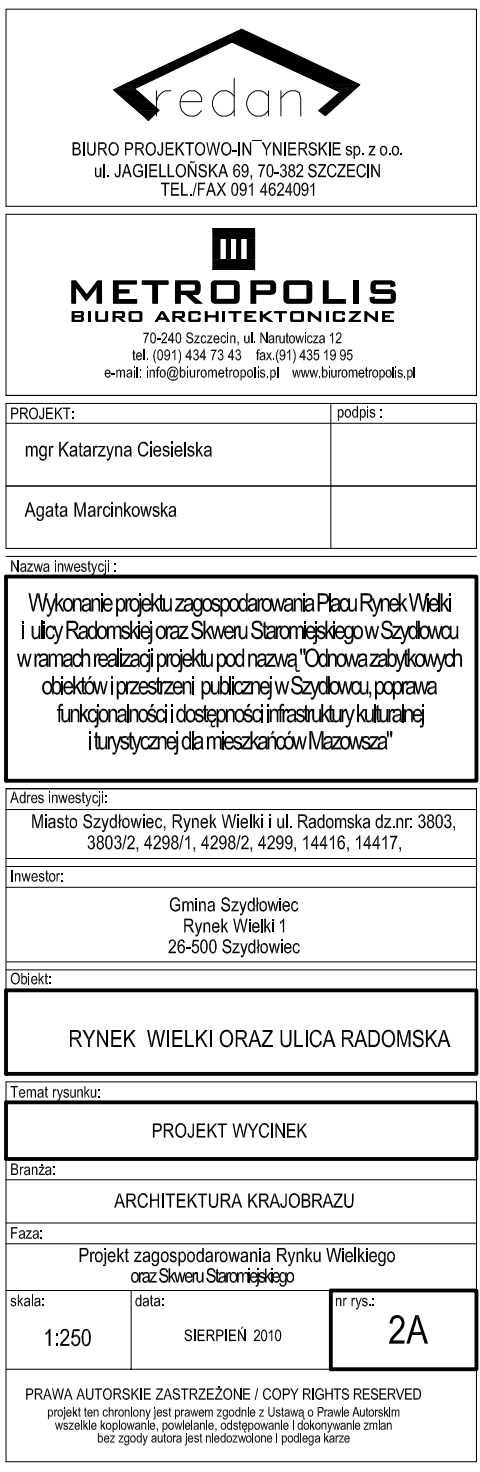 redan
BIURO PROJEKTOWO-IN¯YNIERSKIE sp. z o.o.
ul. JAGIELLOÑSKA 69, 70-382 SZCZECIN
TEL./FAX 091 4624091
METROPOLIS
BIURO ARCHITEKTONICZNE
70-240 Szczecin, ul. Narutowicza 12
tel. (091) 434 73 43 fax.(91) 435 19 95
e-mail: info@biurometropolis.pl www.biurometropolis.pl
PROJEKT: podpis :
mgr Katarzyna Ciesielska
Agata Marcinkowska
Nazwa inwestycji :
Wykonanie projektu zagospodarowania Placu Rynek Wielki
i ulicy Radomskiej oraz Skweru Staromiejskiego w Szydłowcu
w ramach realizacji projektu pod nazwą "Odnowa zabytkowych
obiektów i przestrzeni publicznej w Szydłowcu, poprawa
funkcjonalności i dostępności infrastruktury kulturalnej
i turystycznej dla mieszkańców Mazowsza"
Adres inwestycji:
Miasto Szydłowiec, Rynek Wielki i ul. Radomska dz.nr: 3803,
3803/2, 4298/1, 4298/2, 4299, 14416, 14417,
Inwestor:
Gmina Szydłowiec
Rynek Wielki 1
26-500 Szydłowiec
Obiekt:
RYNEK WIELKI ORAZ ULICA RADOMSKA
Temat rysunku:
PROJEKT WYCINEK
Branża:
ARCHITEKTURA KRAJOBRAZU
Faza:
Projekt zagospodarowania Rynku Wielkiego
oraz Skweru Staromiejskiego
skala: data: nr rys.:
1:250 SIERPIEŃ 2010 2A
PRAWA AUTORSKIE ZASTRZEŻONE / COPY RIGHTS RESERVED
projekt ten chroniony jest prawem zgodnie z Ustawą o Prawie Autorskim
wszelkie kopiowanie, powielanie, odstępowanie i dokonywanie zmian
bez zgody autora jest niedozwolone i podlega karze